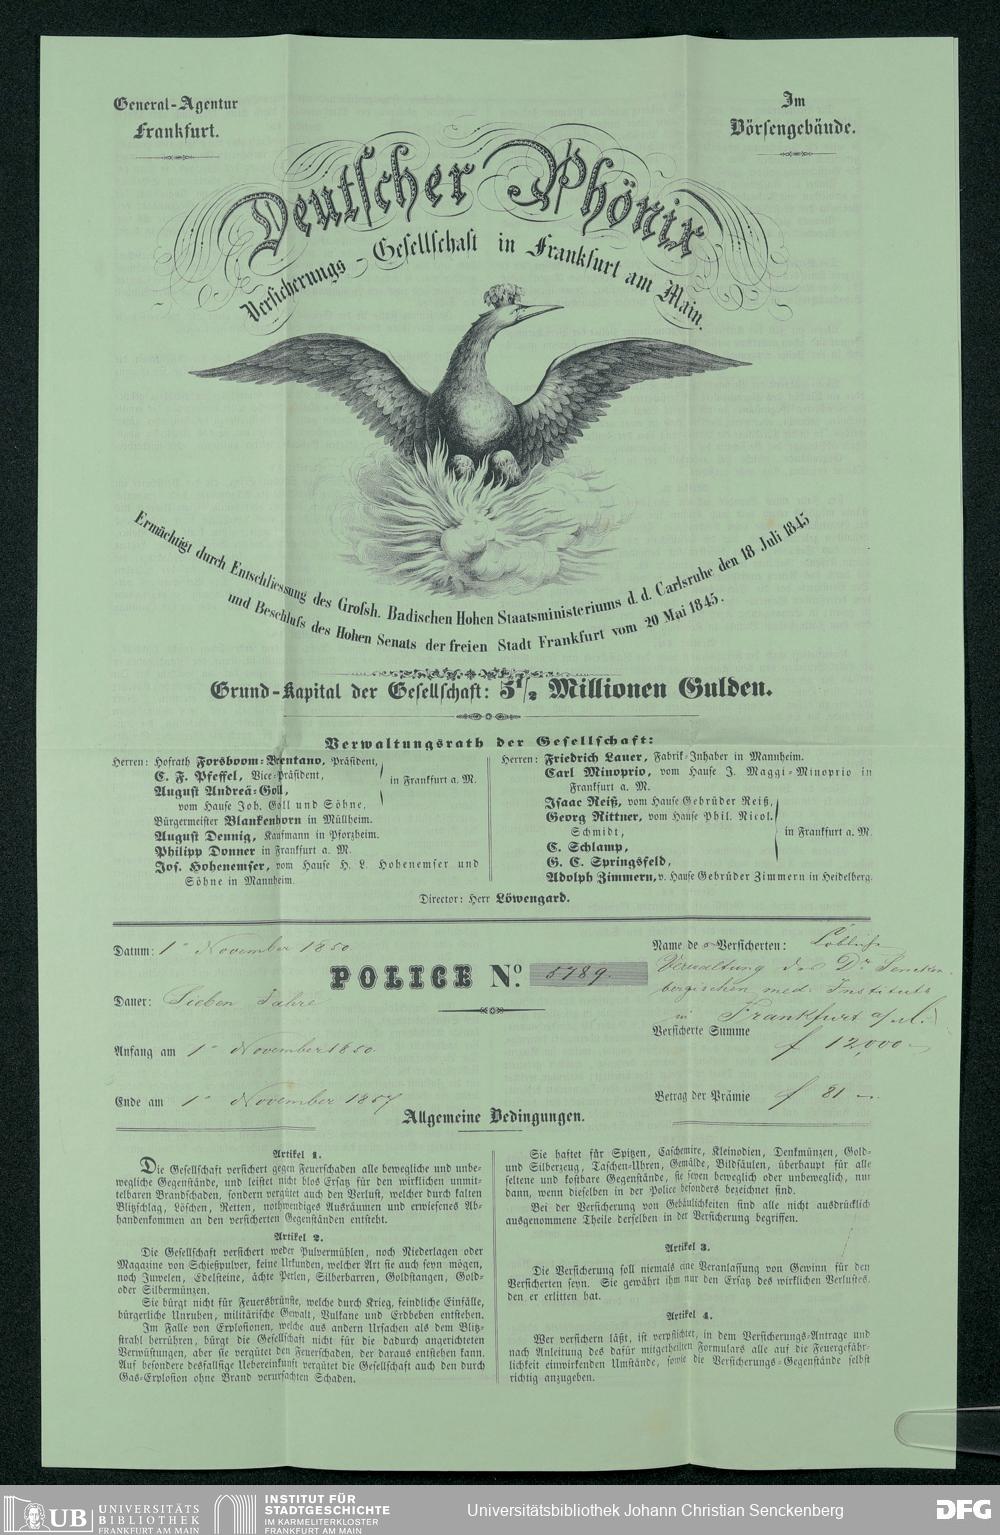 General-Agentur
Frankfurt.
Im
Börsengebäude.
Deutscher Phönix
Versicherungs-Gesellschaft in Frankfurt am Main.
Ermächtigt durch Entschliessung des Grofsh. Badischen Hohen Staatsministeriums d. d. Carlsruhe den 18 Juli 1845
und Beschlufs des Hohen Senats der freien Stadt Frankfurt vom 20 Mai 1845.
Grund-Kapital der Gesellschaft: 5 1/2 Millionen Gulden.
Verwaltungsrath der Gesellschaft:
Herren: Hofrath Forsboom-Brentano, Präsident,
C. F. Pfeffel, Vice-Präsident,
August Andreä-Goll,
in Frankfurt a. M.
vom Hause Joh. Goll und Söhne,
Bürgermeister Blankenhorn in Müllheim.
August Dennig, Kaufmann in Pforzheim.
Philipp Donner in Frankfurt a. M.
Jos. Hohenemser, vom Hause H. L. Hohenemser und
Söhne in Mannheim.
Herren: Friedrich Lauer, Fabrik-Inhaber in Mannheim.
Carl Minoprio, vom Hause J. Maggi-Minoprio in
Frankfurt a. M.
Isaac Reiß, vom Hause Gebrüder Reiß,
Georg Rittner, vom Hause Phil. Nicol.
Schmidt,
in Frankfurt a. M.
C. Schlamp,
G. C. Springsfeld,
Adolph Zimmern, v. Hause Gebrüder Zimmern in Heidelberg.
Director: Herr Löwengard.
Datum: 1n November 1850.
POLICE No. 5789.
Dauer: Sieben Jahre
Anfang am 1n November 1850.
Ende am 1n November 1857
Name des Versicherten: Löbliche
Verwaltung des Dr. Sencken-
bergischen med. Instituts
in Frankfurt a/M.
Versicherte Summe
f 12,000 —
Betrag der Prämie f 81 —.
Allgemeine Bedingungen.
Artikel 1.
Die Gesellschaft versichert gegen Feuerschaden alle bewegliche und unbe-
wegliche Gegenstände, und leistet nicht blos Ersatz für den wirklichen unmit-
telbaren Brandschaden, sondern vergütet auch den Verlust, welcher durch kalten
Blitzschlag, Löschen, Retten, nothwendiges Ausräumen und erwiesenes Ab-
handenkommen an den versicherten Gegenständen entsteht.
Artikel 2.
Die Gesellschaft versichert weder Pulvermühlen, noch Niederlagen oder
Magazine von Schießpulver, keine Urkunden, welcher Art sie auch seyn mögen,
noch Juwelen, Edelsteine, ächte Perlen, Silberbarren, Goldstangen, Gold-
oder Silbermünzen.
Sie bürgt nicht für Feuersbrünste, welche durch Krieg, feindliche Einfälle,
bürgerliche Unruhen, militärische Gewalt, Vulkane und Erdbeben entstehen.
Im Falle von Explosionen, welche aus andern Ursachen als dem Blitz-
strahl herrühren, bürgt die Gesellschaft nicht für die dadurch angerichteten
Verwüstungen, aber sie vergütet den Feuerschaden, der daraus entstehen kann.
Auf besondere desfallsige Uebereinkunft vergütet die Gesellschaft auch den durch
Gas-Explosion ohne Brand verursachten Schaden.
Sie haftet für Spitzen, Caschemire, Kleinodien, Denkmünzen, Gold-
und Silberzeug, Taschen-Uhren, Gemälde, Bildsäulen, überhaupt für alle
seltene und kostbare Gegenstände, sie seyen beweglich oder unbeweglich, nur
dann, wenn dieselben in der Police besonders bezeichnet sind.
Bei der Versicherung von Gebäulichkeiten sind alle nicht ausdrücklich
ausgenommene Theile derselben in der Versicherung begriffen.
Artikel 3.
Die Versicherung soll niemals eine Veranlassung von Gewinn für den
Versicherten seyn. Sie gewährt ihm nur den Ersatz des wirklichen Verlustes,
den er erlitten hat.
Artikel 4.
Wer versichern läßt, ist verpflichtet, in dem Versicherungs-Antrage und
nach Anleitung des dafür mitgetheilten Formulars alle auf die Feuergefähr-
lichkeit einwirkenden Umstände, sowie die Versicherungs-Gegenstände selbst
richtig anzugeben.
UB
UNIVERSITÄTS
BIBLIOTHEK
FRANKFURT AM MAIN
INSTITUT FÜR
STADTGESCHICHTE
IM KARMELITERKLOSTER
FRANKFURT AM MAIN
Universitätsbibliothek Johann Christian Senckenberg
DFG